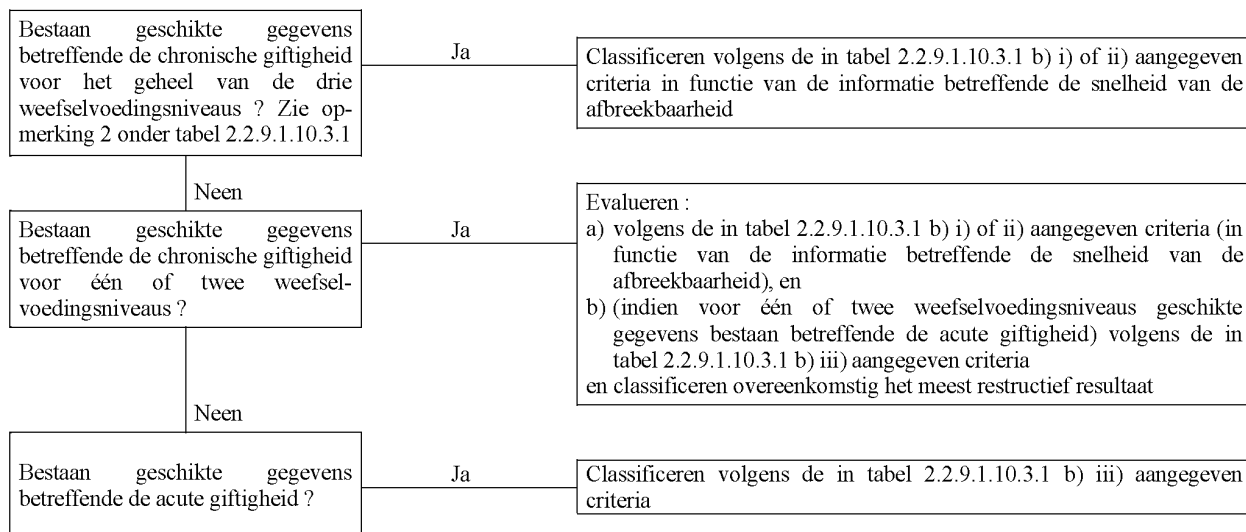 Bestaan geschikte gegevens
betreffende de chronische giftigheid
voor het geheel van de drie
weefselvoedingsniveaus ? Zie op-
merking 2 onder tabel 2.2.9.1.10.3.1
Ja
Classificeren volgens de in tabel 2.2.9.1.10.3.1 b) i) of ii) aangegeven
criteria in functie van de informatie betreffende de snelheid van de
afbreekbaarheid
Neen
Bestaan geschikte gegevens
betreffende de chronische giftigheid
voor één of twee weefsel-
voedingsniveaus ?
Ja
Evalueren :
a) volgens de in tabel 2.2.9.1.10.3.1 b) i) of ii) aangegeven criteria (in
functie van de informatie betreffende de snelheid van de
afbreekbaarheid), en
b) (indien voor één of twee weefselvoedingsniveaus geschikte
gegevens bestaan betreffende de acute giftigheid) volgens de in
tabel 2.2.9.1.10.3.1 b) iii) aangegeven criteria
en classificeren overeenkomstig het meest restructief resultaat
Neen
Bestaan geschikte gegevens
betreffende de acute giftigheid ?
Ja
Classificeren volgens de in tabel 2.2.9.1.10.3.1 b) iii) aangegeven
criteria